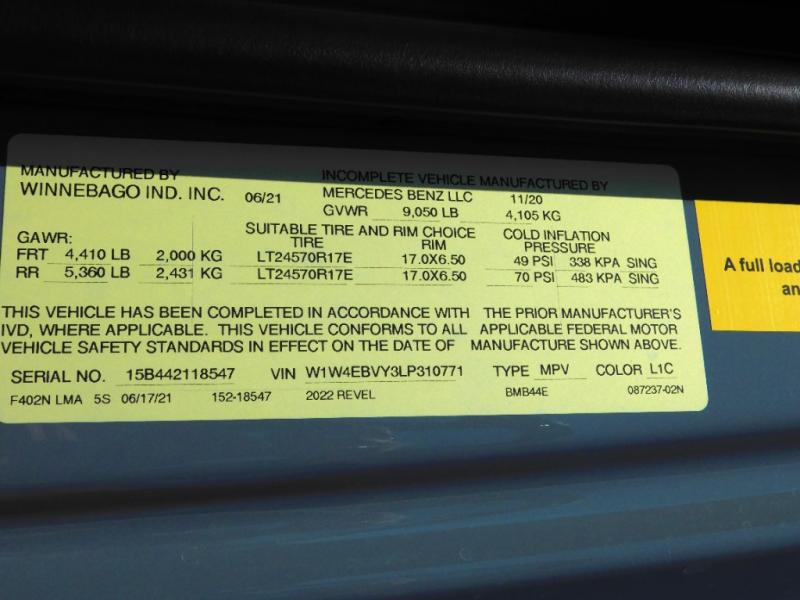 MANUFACTURED BY INCOMPLETE VEHICLE MANUFACTURED BY
WINNEBAGO IND. INC. 06/21 MERCEDES BENZ LLC 11/20
GVWR 9,050 LB 4,105 KG
GAWR: SUITABLE TIRE AND RIM CHOICE COLD INFLATION
TIRE RIM PRESSURE
FRT 4,410 LB 2,000 KG LT24570R17E 17.0X6.50 49 PSI 338 KPA SING
RR 5,360 LB 2,431 KG LT24570R17E 17.0X6.50 70 PSI 483 KPA SING
THIS VEHICLE HAS BEEN COMPLETED IN ACCORDANCE WITH THE PRIOR MANUFACTURER'S
IVD, WHERE APPLICABLE. THIS VEHICLE CONFORMS TO ALL APPLICABLE FEDERAL MOTOR
VEHICLE SAFETY STANDARDS IN EFFECT ON THE DATE OF MANUFACTURE SHOWN ABOVE.
SERIAL NO. 15B442118547 VIN W1W4EBVY3LP310771 TYPE MPV COLOR L1C
F402N LMA 5S 06/17/21 152-18547 2022 REVEL BMB44E 087237-02N
A full load
an